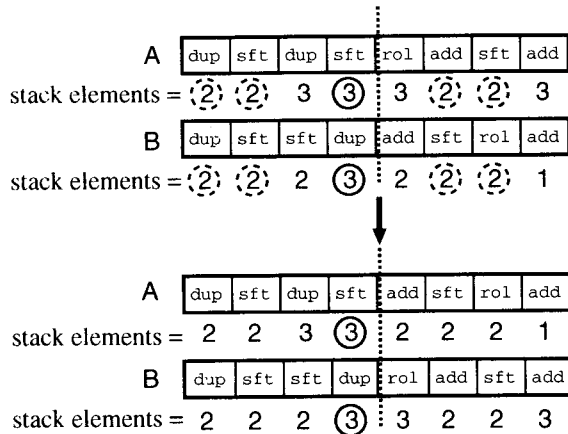 A dup sft dup sft rol add sft add
stack elements = 2 2 3 3 3 2 2 3
B dup sft sft dup add sft rol add
stack elements = 2 2 2 3 2 2 2 1
A dup sft dup sft add sft rol add
stack elements = 2 2 3 3 2 2 2 1
B dup sft sft dup rol add sft add
stack elements = 2 2 2 3 3 2 2 3